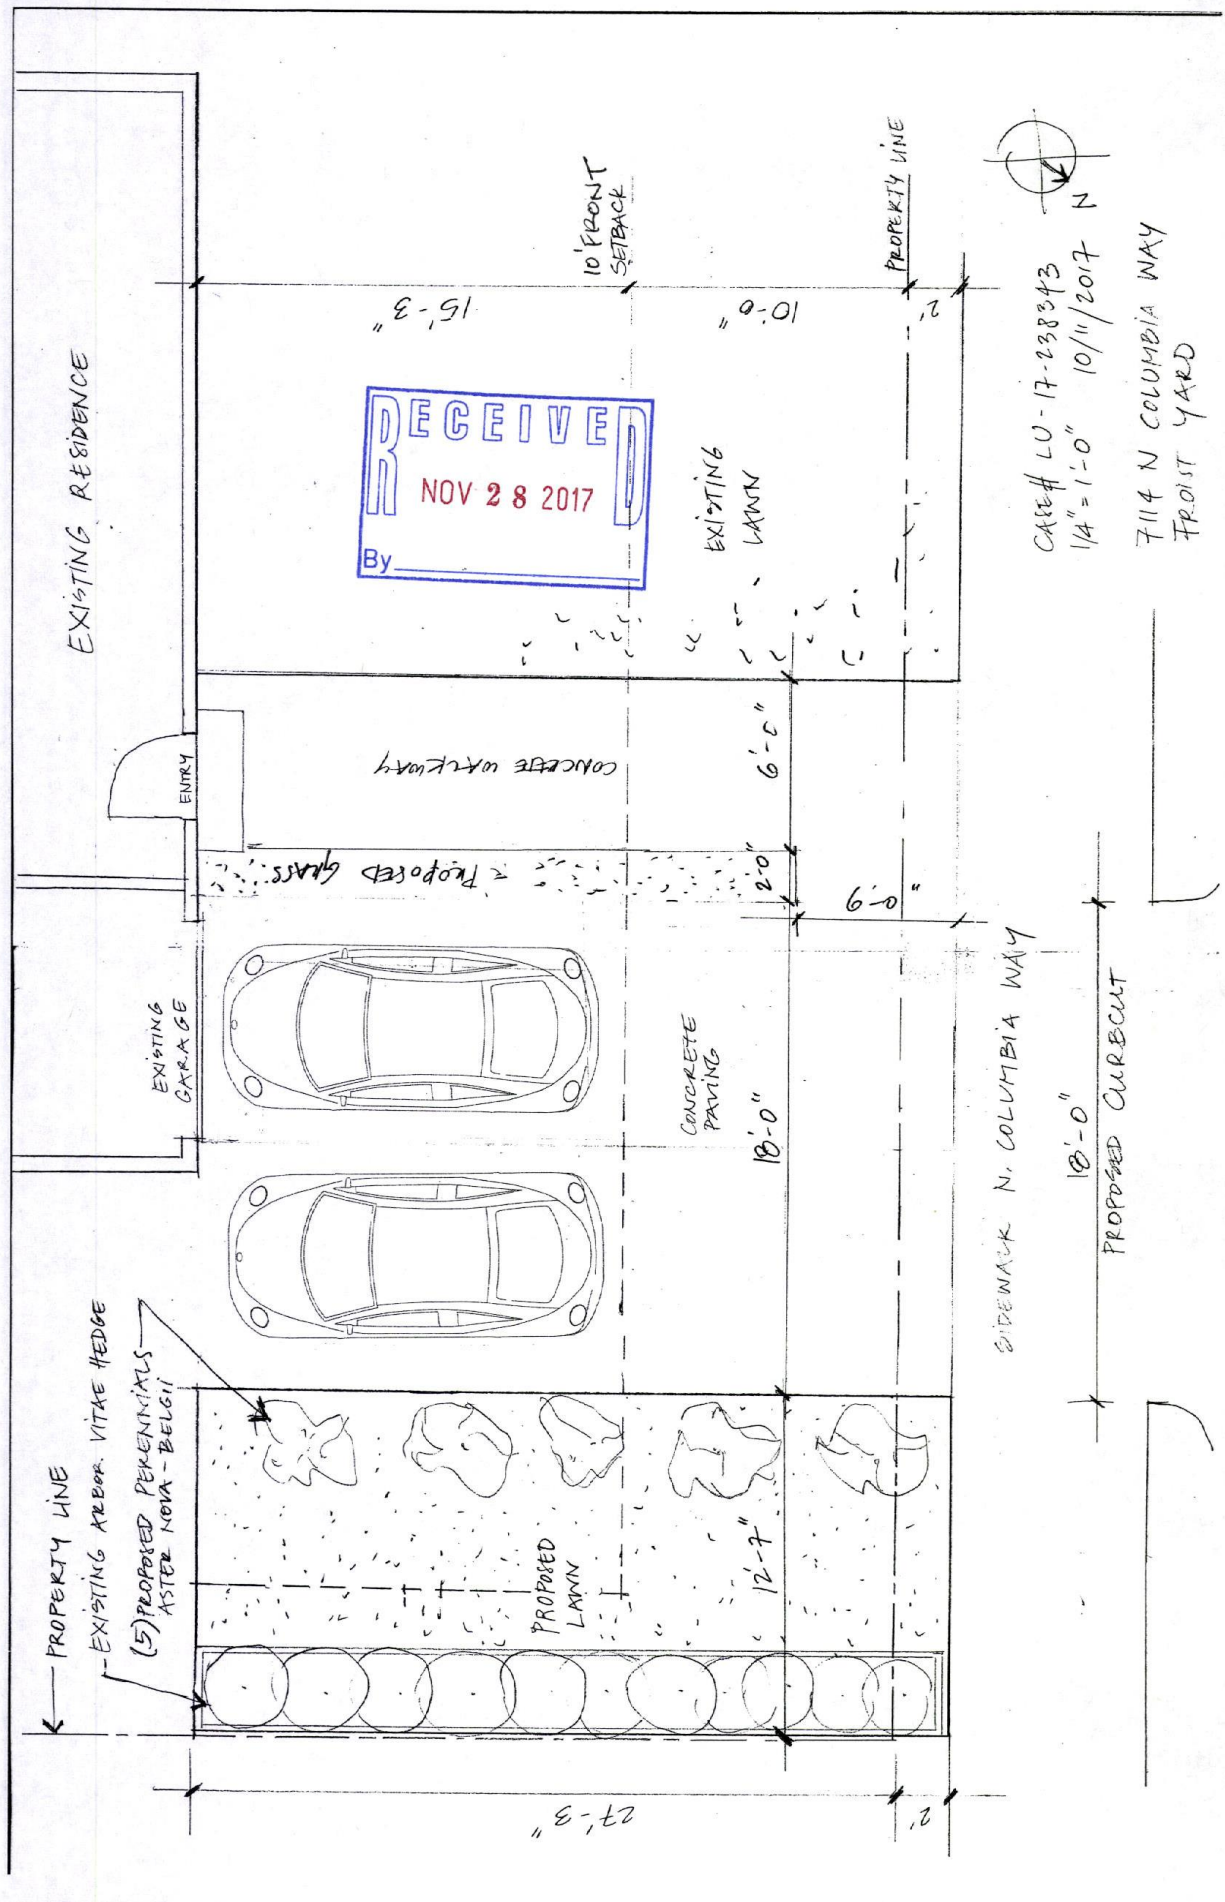 EXISTING RESIDENCE
PROPERTY LINE
EXISTING ARBOR VITAE HEDGE
(5) PROPOSED PERENNIALS
ASTER NOVA-BELGII
EXISTING
GARAGE
ENTRY
PROPOSED GRASS
CONCRETE WALKWAY
RECEIVED
NOV 28 2017
By
15'-3"
10' FRONT
SETBACK
10'-0"
PROPERTY LINE
2'
EXISTING
LAWN
PROPOSED
LAWN
CONCRETE
PAVING
12'-7"
18'-0"
2'-0"
6'-0"
6'-0"
27'-3"
2'
SIDEWALK N. COLUMBIA WAY
18'-0"
PROPOSED CURBCUT
N
CASE# LU-17-238343
1/4"=1'-0" 10/11/2017
7114 N COLUMBIA WAY
FRONT YARD